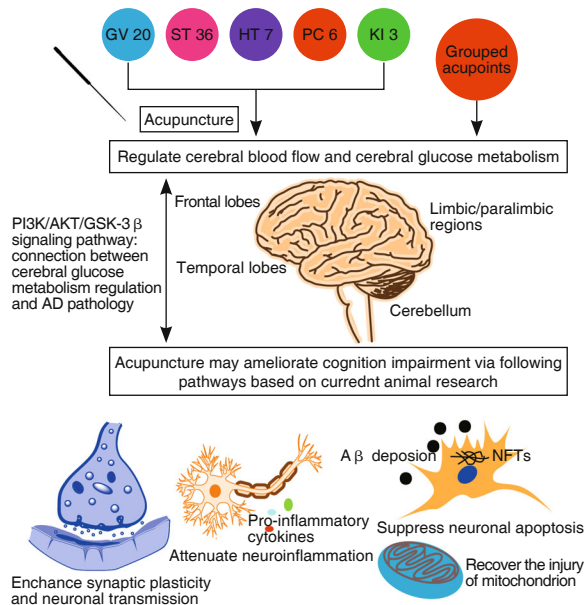 GV 20
ST 36
HT 7
PC 6
KI 3
Grouped
acupoints
Acupuncture
Regulate cerebral blood flow and cerebral glucose metabolism
PI3K/AKT/GSK-3 β
signaling pathway:
connection between
cerebral glucose
metabolism regulation
and AD pathology
Frontal lobes
Temporal lobes
Limbic/paralimbic
regions
Cerebellum
Acupuncture may ameliorate cognition impairment via following
pathways based on currednt animal research
Enchance synaptic plasticity
and neuronal transmission
Pro-inflammatory
cytokines
Attenuate neuroinflammation
A β deposion
NFTs
Suppress neuronal apoptosis
Recover the injury
of mitochondrion